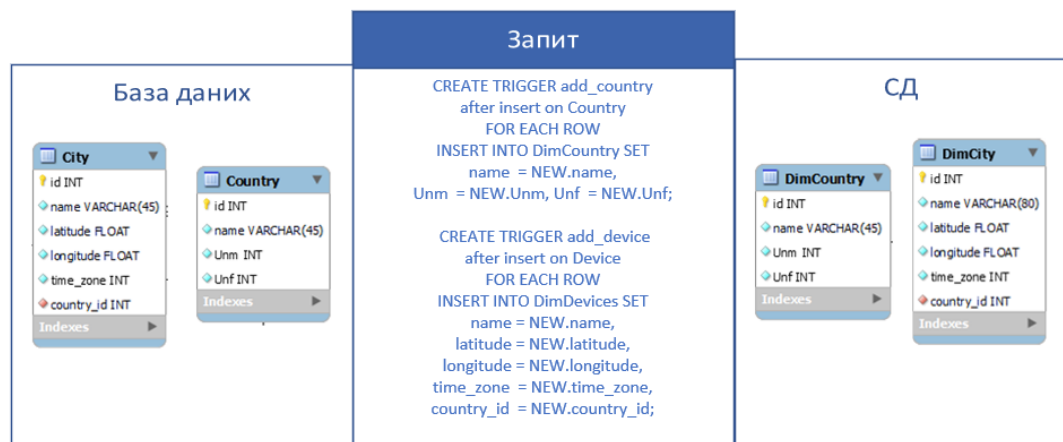 База даних
City
id INT
name VARCHAR(45)
latitude FLOAT
longitude FLOAT
time_zone INT
country_id INT
Indexes
Country
id INT
name VARCHAR(45)
Unm INT
Unf INT
Indexes
Запит
CREATE TRIGGER add_country
after insert on Country
FOR EACH ROW
INSERT INTO DimCountry SET
name = NEW.name,
Unm = NEW.Unm, Unf = NEW.Unf;
CREATE TRIGGER add_device
after insert on Device
FOR EACH ROW
INSERT INTO DimDevices SET
name = NEW.name,
latitude = NEW.latitude,
longitude = NEW.longitude,
time_zone = NEW.time_zone,
country_id = NEW.country_id;
СД
DimCountry
id INT
name VARCHAR(45)
Unm INT
Unf INT
Indexes
DimCity
id INT
name VARCHAR(80)
latitude FLOAT
longitude FLOAT
time_zone INT
country_id INT
Indexes